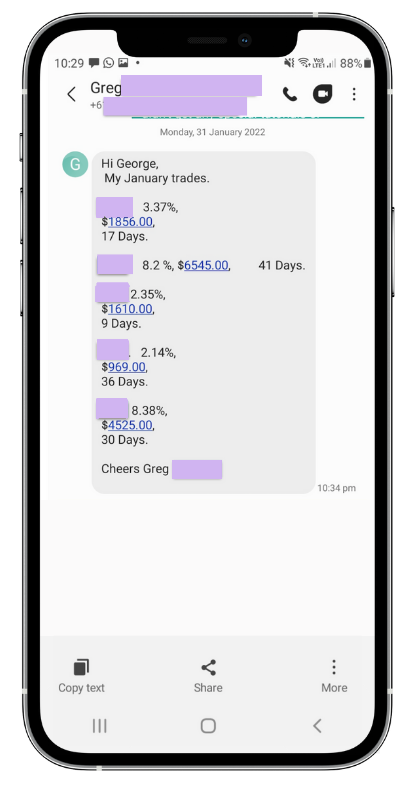 10:29
88%
Greg
+6
Monday, 31 January 2022
G
Hi George,
My January trades.
3.37%,
$1856.00,
17 Days.
8.2 %, $6545.00, 41 Days.
2.35%,
$1610.00,
9 Days.
. 2.14%,
$969.00,
36 Days.
8.38%,
$4525.00,
30 Days.
Cheers Greg
10:34 pm
Copy text
Share
More